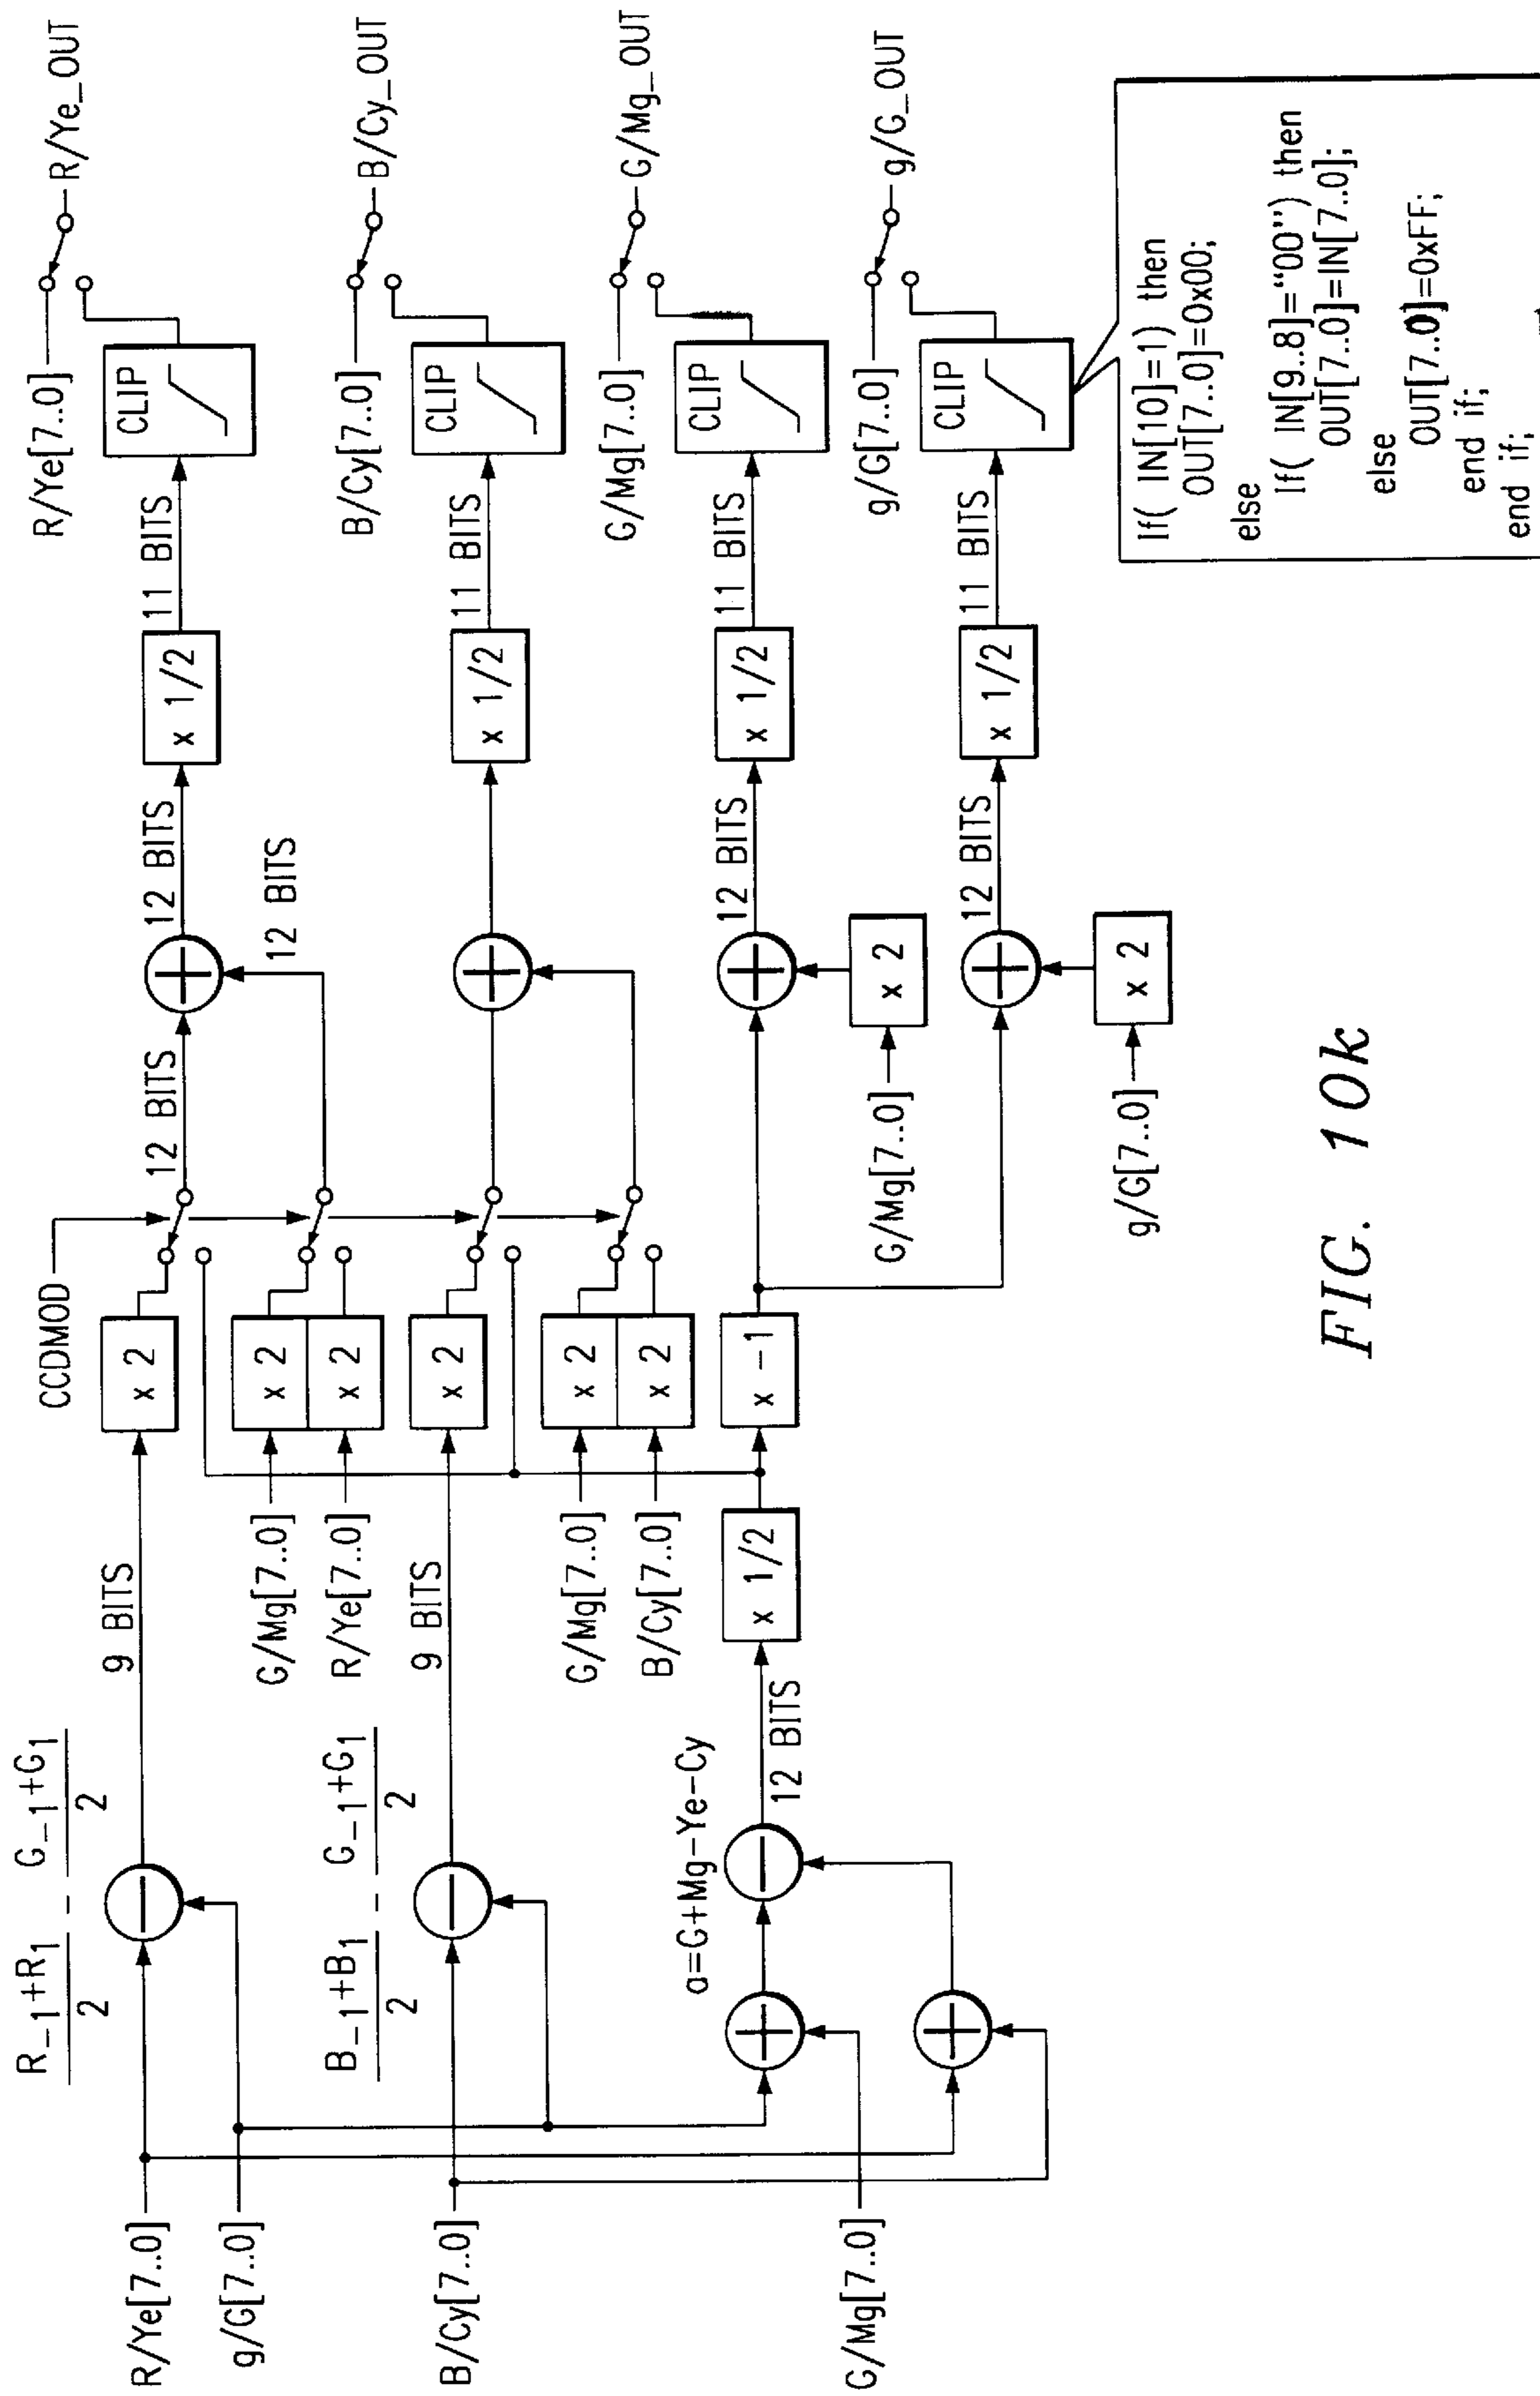 R/Ye[7..0]
g/G[7..0]
B/Cy[7..0]
G/Mg[7..0]
R–1+R1
2
–
G–1+G1
2
B–1+B1
2
–
G–1+G1
2
a=G+Mg–Ye–Cy
12 BITS
9 BITS
9 BITS
x 1/2
G/Mg[7..0]
R/Ye[7..0]
G/Mg[7..0]
B/Cy[7..0]
CCDMOD
x 2
x 2
x 2
x 2
x 2
x 2
x –1
12 BITS
12 BITS
12 BITS
G/Mg[7..0]
x 2
g/G[7..0]
x 2
12 BITS
12 BITS
x 1/2
x 1/2
x 1/2
x 1/2
11 BITS
11 BITS
11 BITS
11 BITS
R/Ye[7..0]
CLIP
R/Ye_OUT
B/Cy[7..0]
CLIP
B/Cy_OUT
G/Mg[7..0]
CLIP
G/Mg_OUT
g/G[7..0]
CLIP
g/G_OUT
If( IN[10]=1) then
OUT[7..0]=0x00;
else
If( IN[9..8]=“00”) then
OUT[7..0]=IN[7..0];
else
OUT[7..0]=0xFF;
end if;
end if;
FIG. 10k